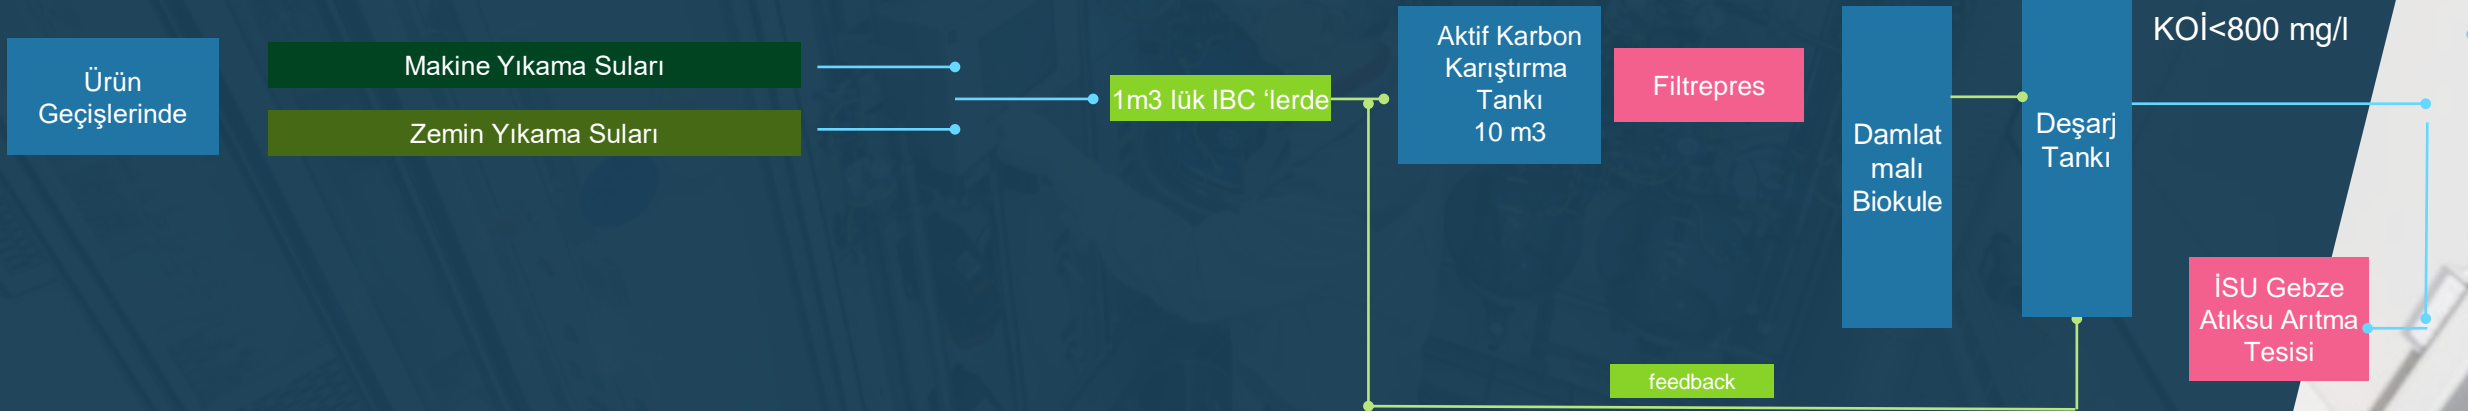 Ürün
Geçişlerinde
Makine Yıkama Suları
Zemin Yıkama Suları
1m3 lük IBC ‘lerde
Aktif Karbon
Karıştırma
Tankı
10 m3
Filtrepres
Damlat
malı
Biokule
Deşarj
Tankı
KOİ<800 mg/l
İSU Gebze
Atıksu Arıtma
Tesisi
feedback